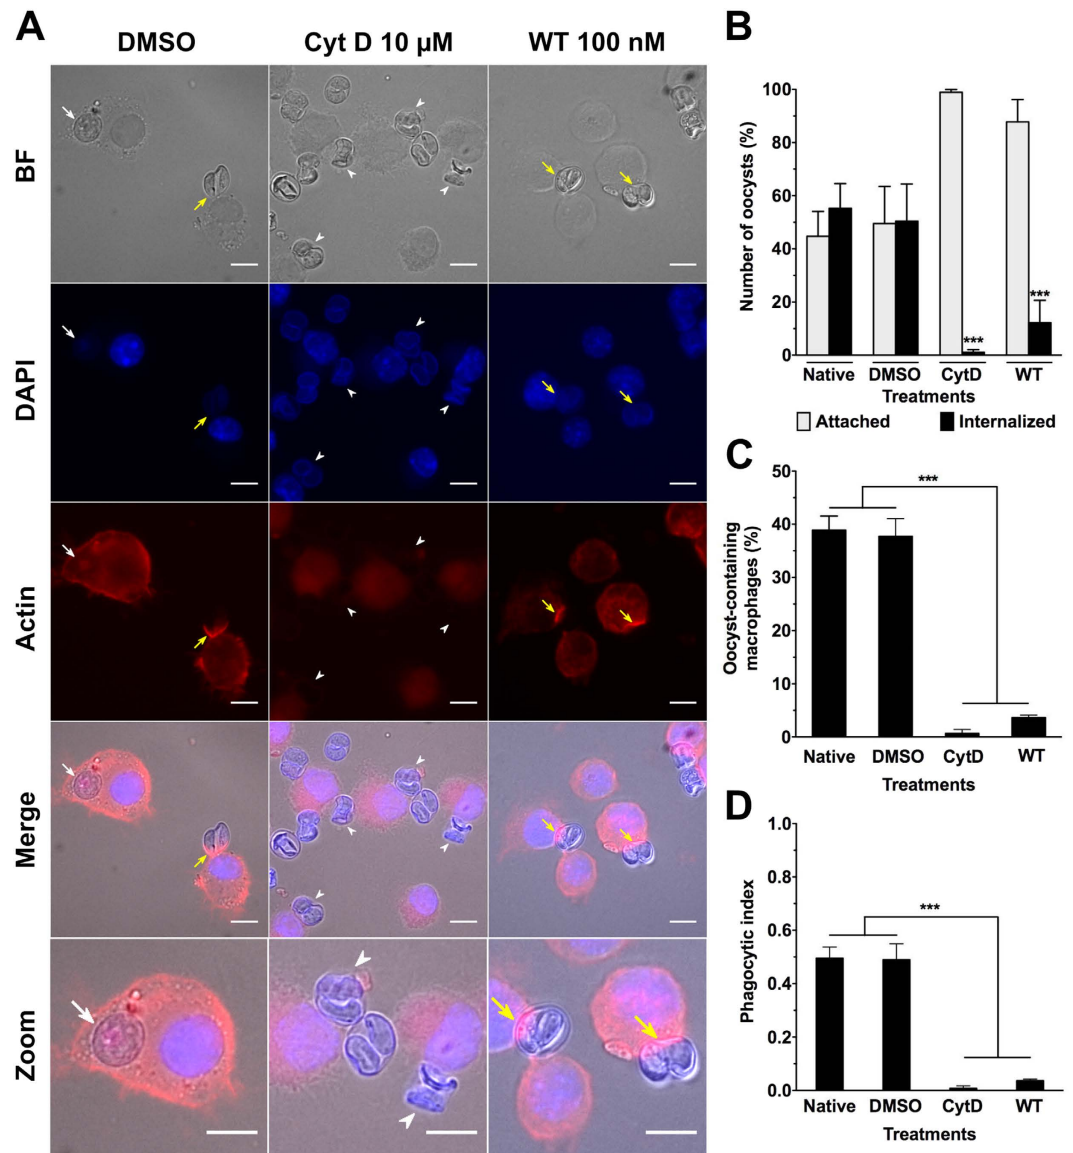 A
DMSO
Cyt D 10 µM
WT 100 nM
BF
DAPI
Actin
Merge
Zoom
B
Number of oocysts (%)
100
80
60
40
20
0
***
***
Native
DMSO
CytD
WT
Treatments
Attached
Internalized
C
Oocyst-containing
macrophages (%)
50
40
30
20
10
0
***
Native
DMSO
CytD
WT
Treatments
D
Phagocytic index
1.0
0.8
0.6
0.4
0.2
0.0
***
Native
DMSO
CytD
WT
Treatments